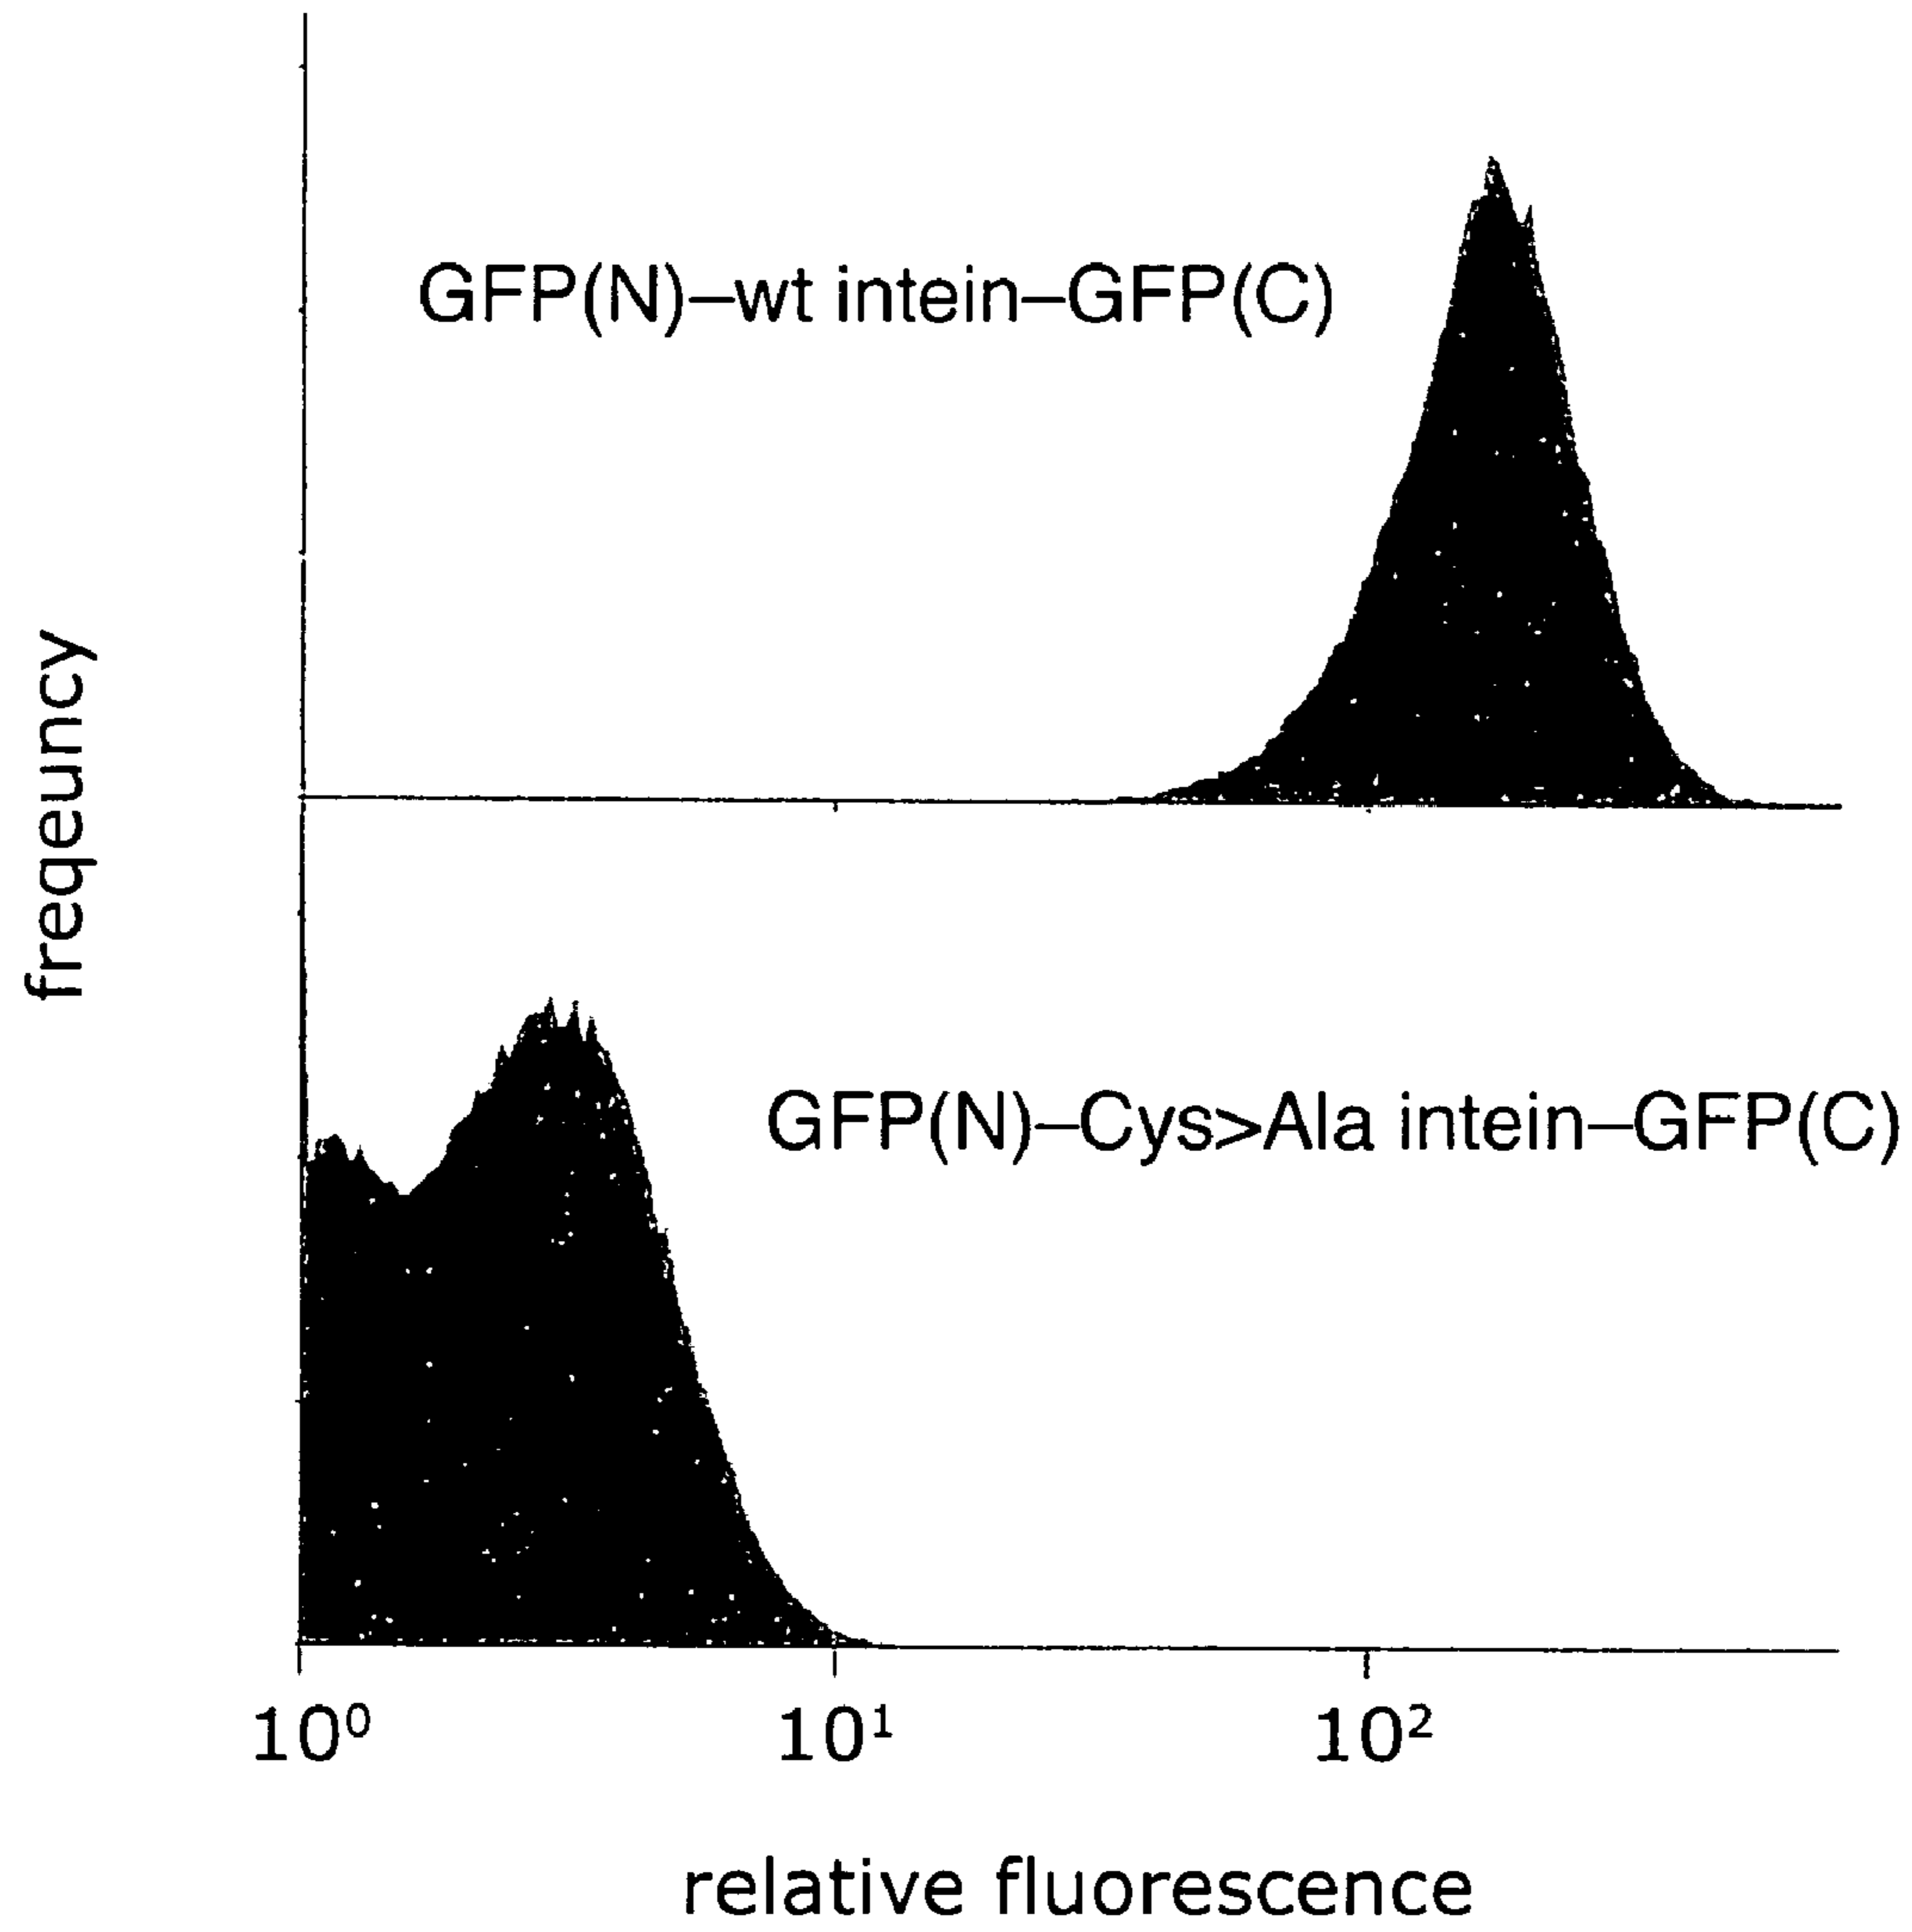 GFP(N)–wt intein–GFP(C)
freqeuncy
GFP(N)–Cys>Ala intein–GFP(C)
10⁰ 10¹ 10²
relative fluorescence